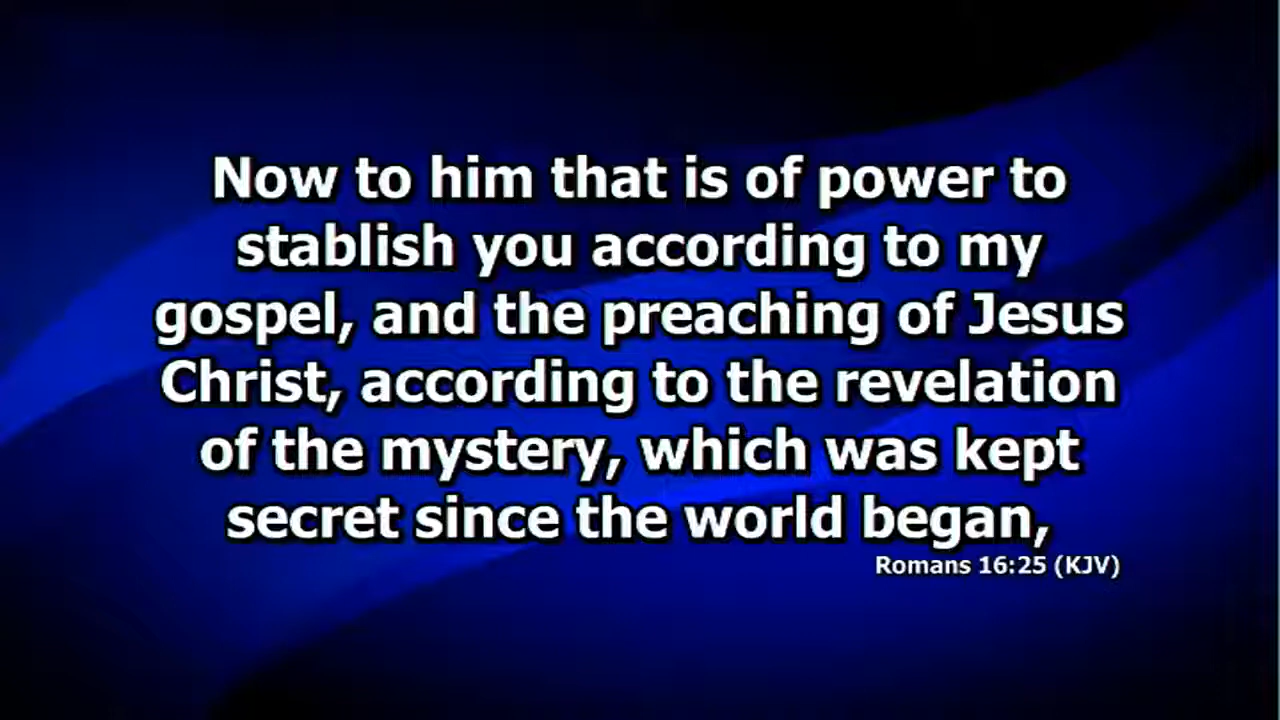 Now to him that is of power to
stablish you according to my
gospel, and the preaching of Jesus
Christ, according to the revelation
of the mystery, which was kept
secret since the world began,
Romans 16:25 (KJV)